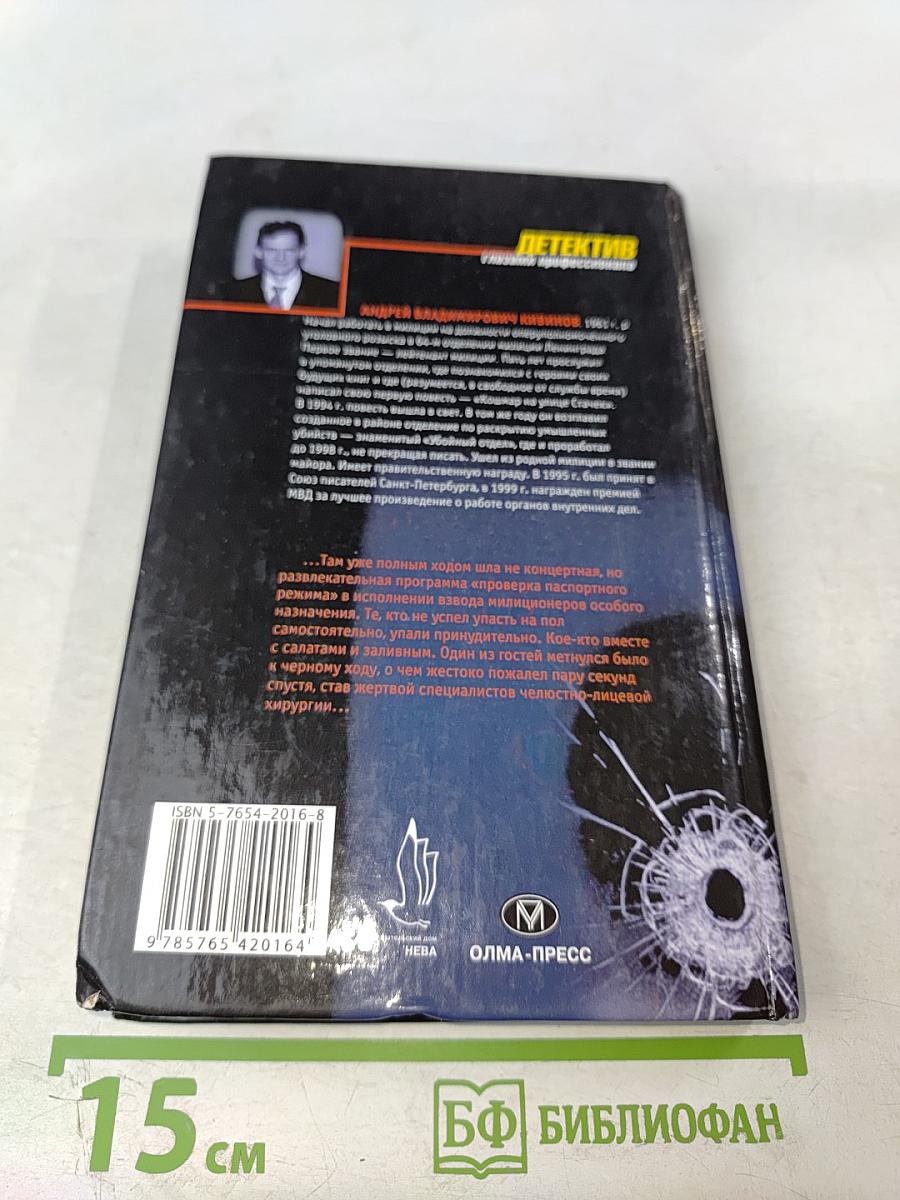 ДЕТЕКТИВ
глазами профессионала
АНДРЕЙ ВЛАДИМИРОВИЧ КИВИНОВ, 1961 г. р
Начал работать в милиции на должности оперуполномоченного
уголовного розыска в 64-м отделении милиции Ленинграда
Первое звание — лейтенант милиции. Пять лет прослужил
в упомянутом отделении, где познакомился с героями своих
будущих книг и где (разумеется, в свободное от службы время)
написал свою первую повесть — «Кошмар на улице Стачек».
В 1994 г. повесть вышла в свет. В том же году он возглавил
созданное в районе отделение по раскрытию умышленных
убийств — знаменитый «Убойный отдел», где и проработал
до 1998 г., не прекращая писать. Ушел из родной милиции в звании
майора. Имеет правительственную награду. В 1995 г. был принят в
Союз писателей Санкт-Петербурга, в 1999 г. награжден премией
МВД за лучшее произведение о работе органов внутренних дел.
...Там уже полным ходом шла не концертная, но
развлекательная программа «проверка паспортного
режима» в исполнении взвода милиционеров особого
назначения. Те, кто не успел упасть на пол
самостоятельно, упали принудительно. Кое-кто вместе
с салатами и заливным. Один из гостей метнулся было
к черному ходу, о чем жестоко пожалел пару секунд
спустя, став жертвой специалистов челюстно-лицевой
хирургии...
ISBN 5-7654-2016-8
9 785765 420164
дом
НЕВА
ОЛМА-ПРЕСС
15 см
БФ БИБЛИОФАН